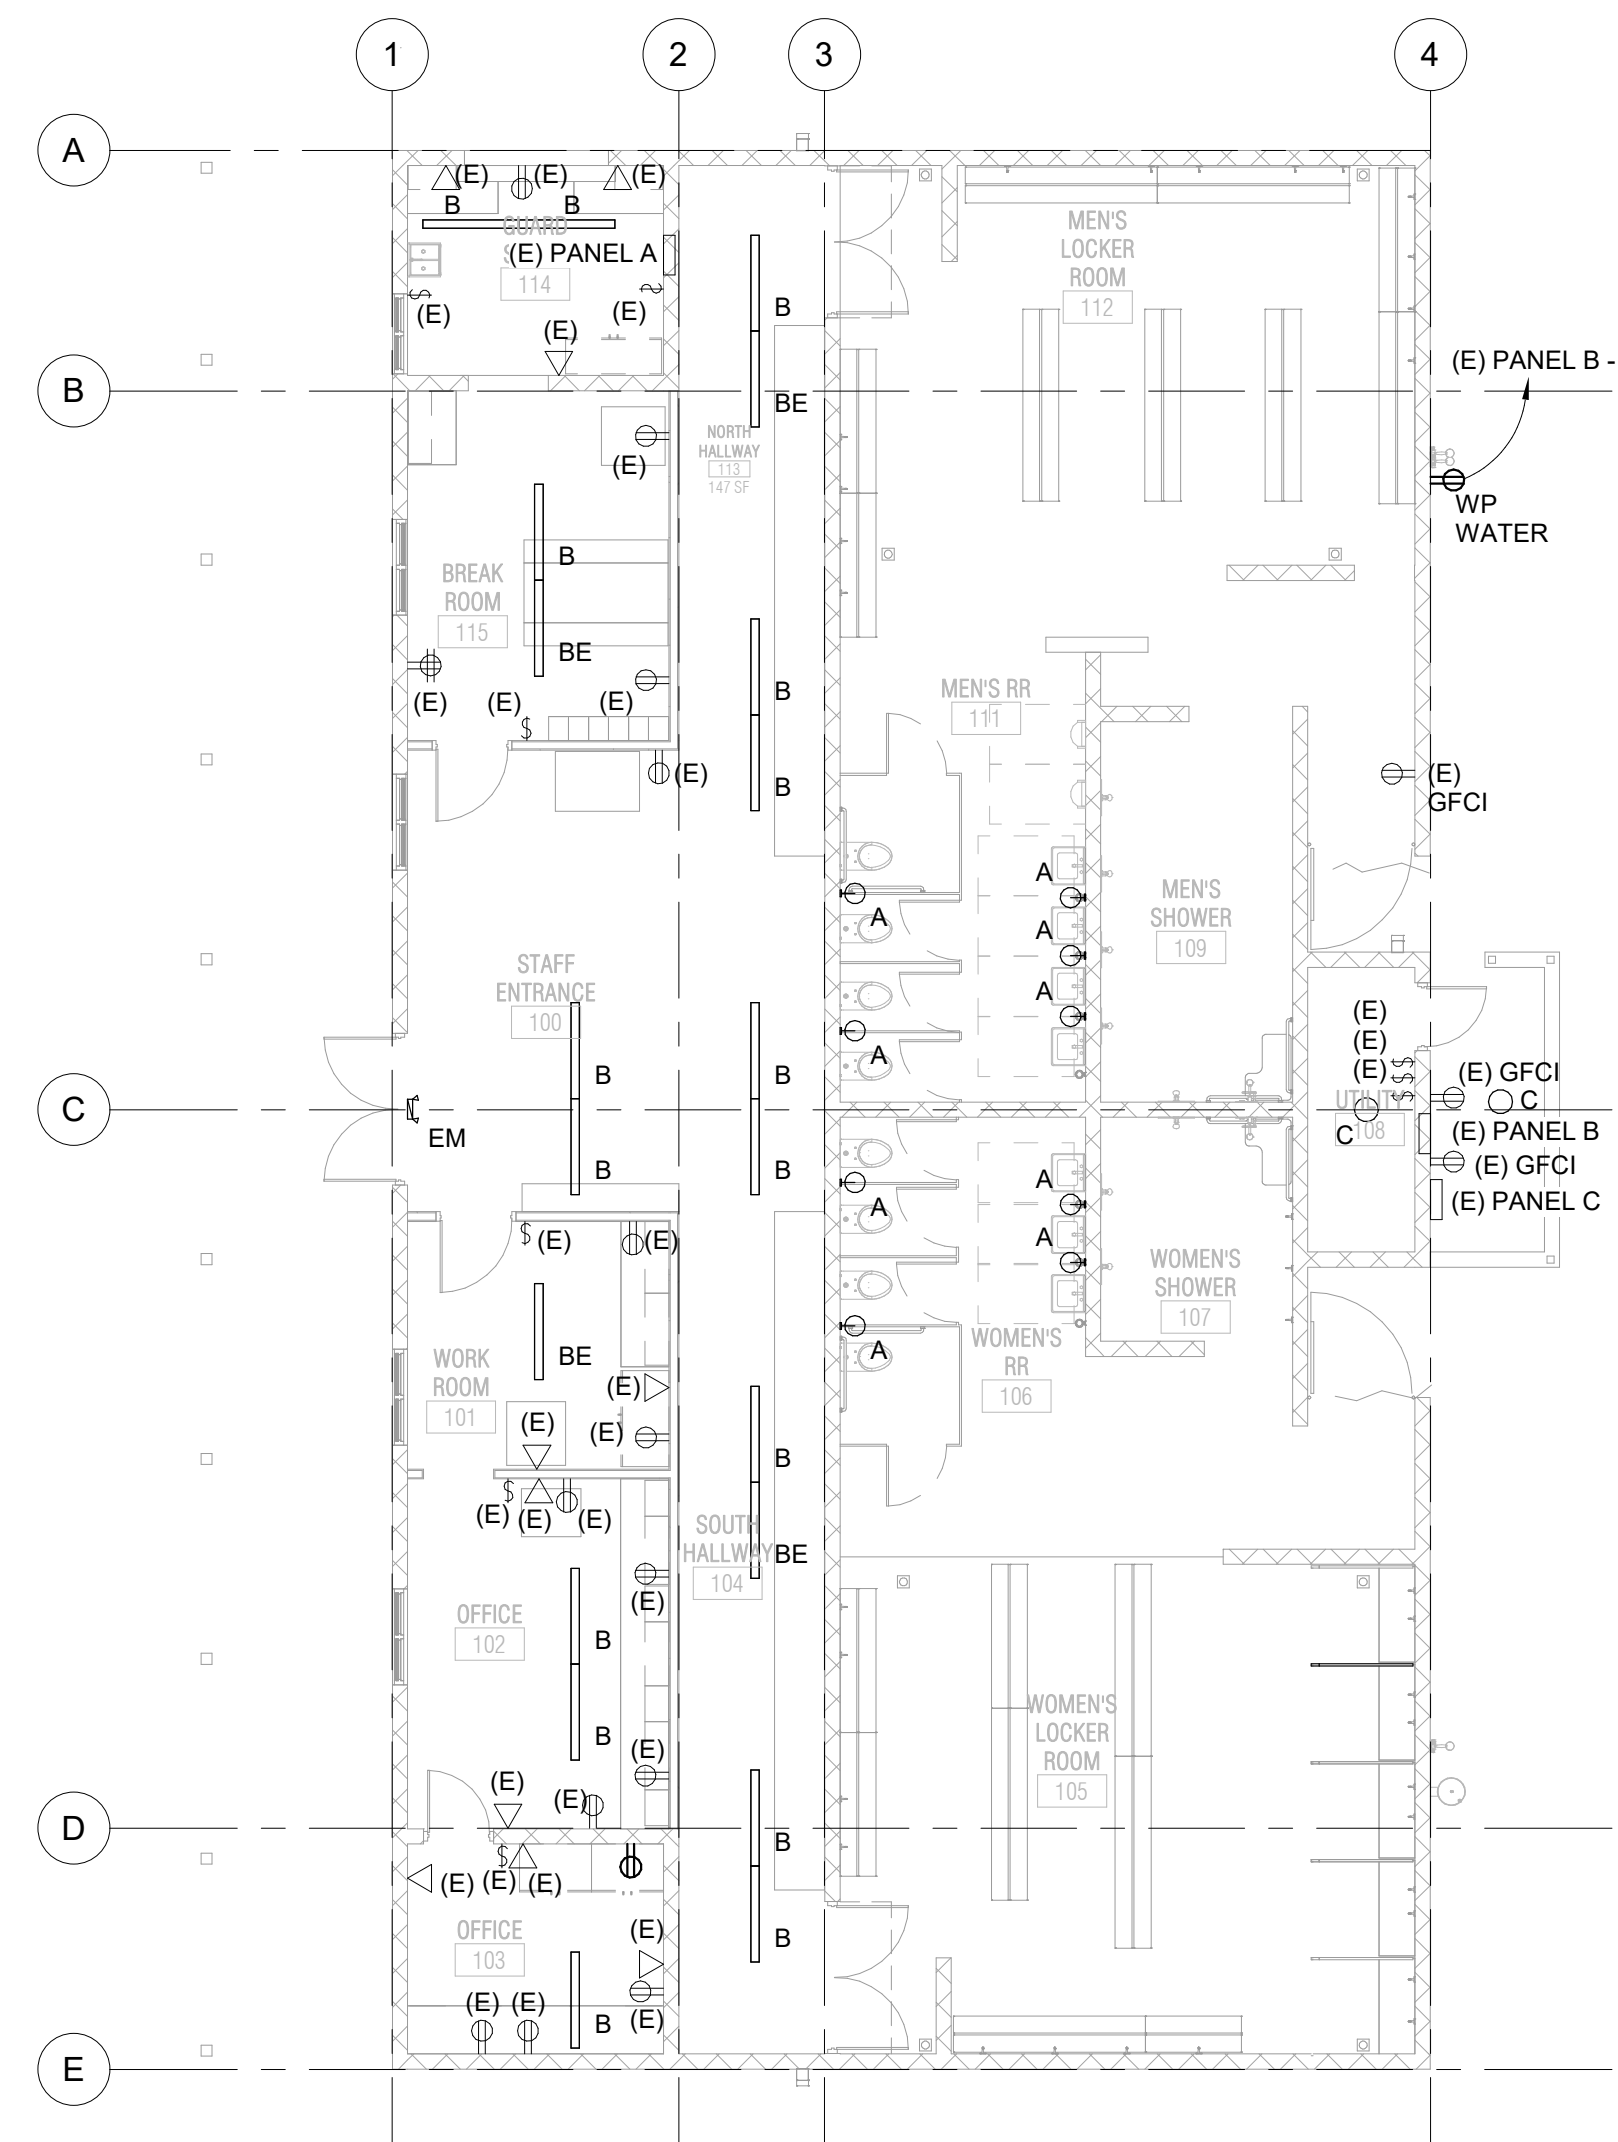 1
2
3
4
A
(E)
(E)
(E)
B
B
GUARD
(E) PANEL A
114
(E)
(E)
(E)
B
MEN'S
LOCKER
ROOM
112
B
(E) PANEL B -
BE
NORTH
HALLWAY
113
147 SF
(E)
WP
WATER
B
BREAK
ROOM
115
BE
(E)
(E)
(E)
B
MEN'S RR
111
(E)
B
(E)
GFCI
A
A
A
A
A
MEN'S
SHOWER
109
STAFF
ENTRANCE
100
(E)
(E)
(E)
B
B
C
EM
B
B
(E) GFCI
C
UTILITY
108
C
(E) PANEL B
(E) GFCI
(E) PANEL C
A
A
A
A
(E)
(E)
WOMEN'S
SHOWER
107
WOMEN'S
RR
106
WORK
ROOM
101
BE
(E)
(E)
(E)
B
(E)
(E)
(E)
SOUTH
HALLWAY
104
BE
(E)
OFFICE
102
B
B
(E)
(E)
(E)
WOMEN'S
LOCKER
ROOM
105
D
B
(E)
(E)
(E)
OFFICE
103
(E)
B
(E)
(E)
B
(E)
E